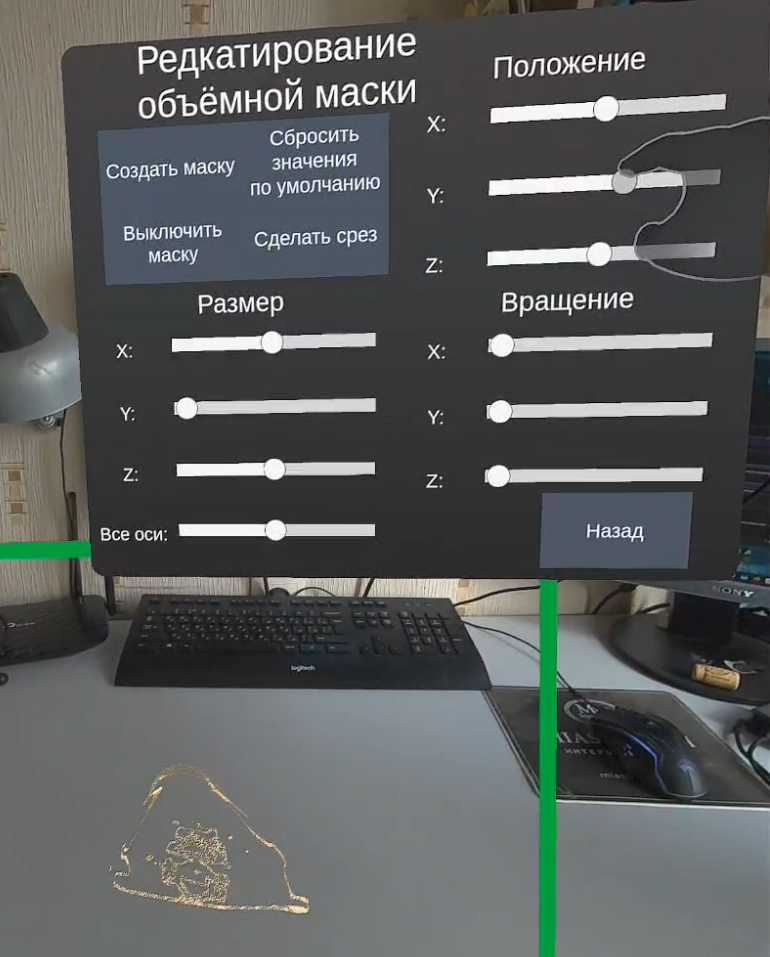 Редкатирование
объёмной маски
Создать маску
Сбросить
значения
по умолчанию
Выключить
маску
Сделать срез
Положение
X:
Y:
Z:
Размер
X:
Y:
Z:
Все оси:
Вращение
X:
Y:
Z:
Назад
SONY
logitech